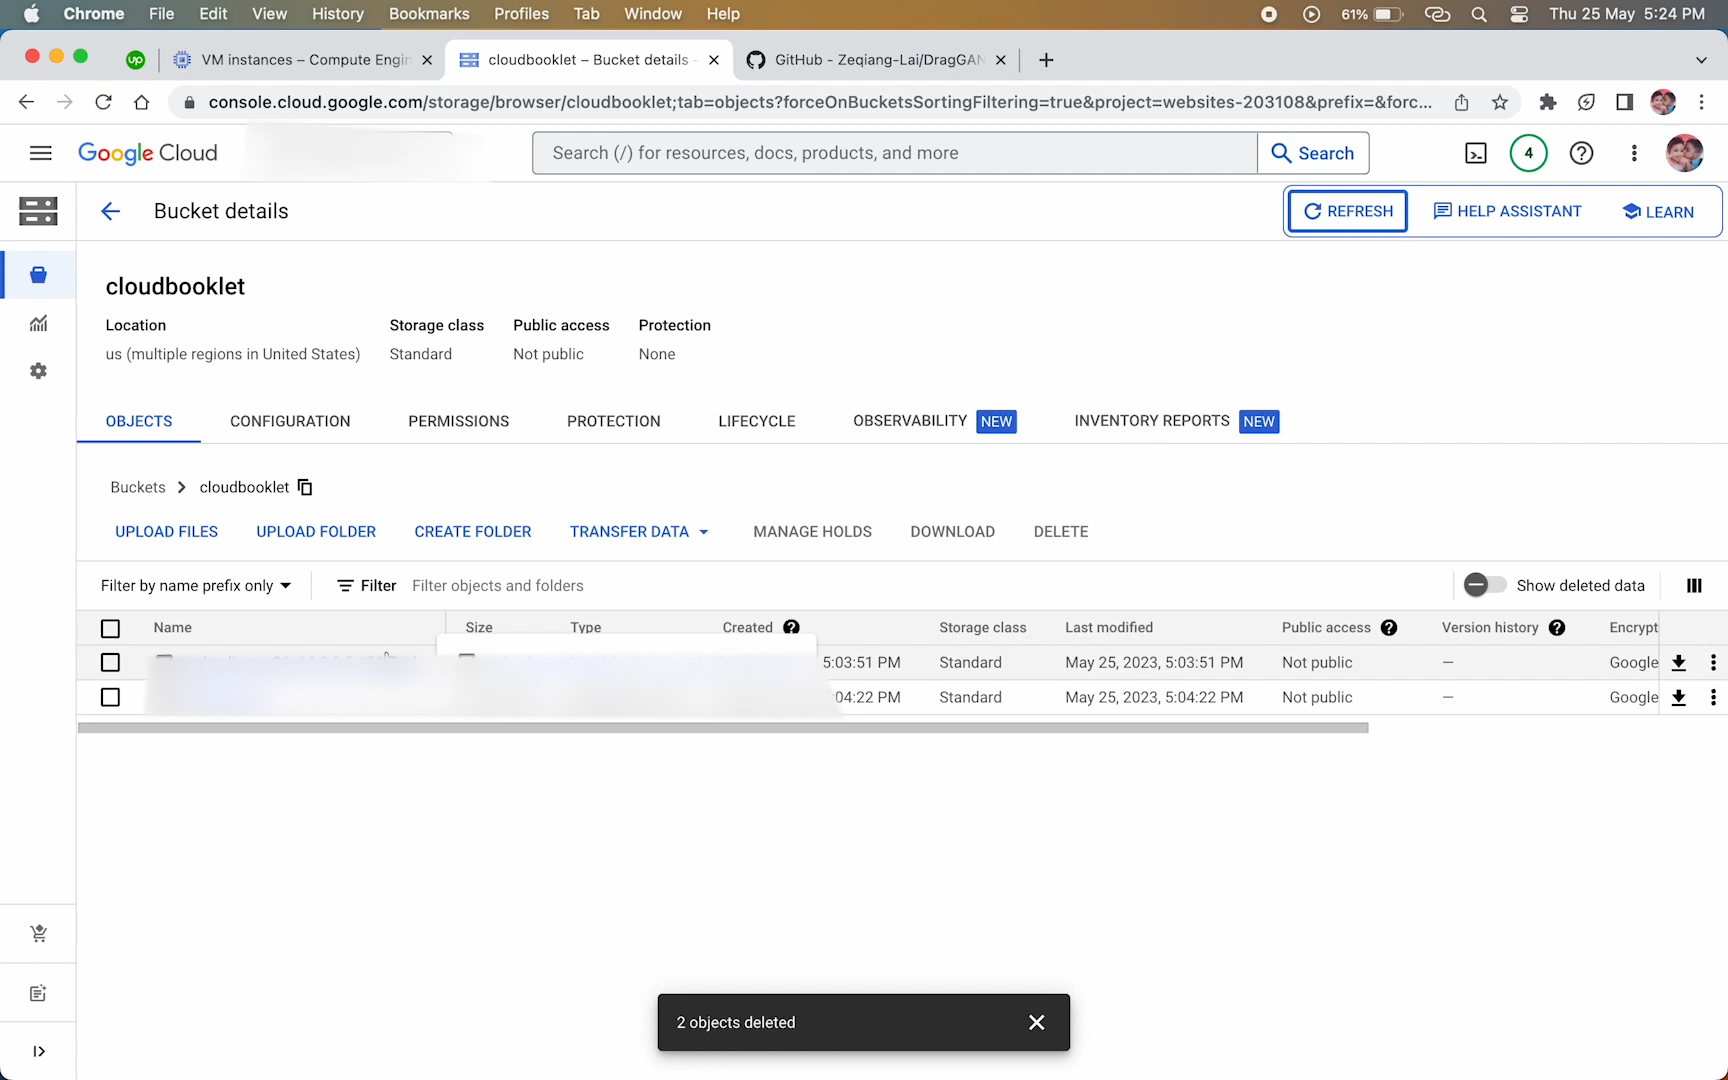 Chrome File Edit View History Bookmarks Profiles Tab Window Help 61% Thu 25 May 5:24 PM
up VM instances – Compute Engin cloudbooklet – Bucket details - GitHub - Zeqiang-Lai/DragGAN
console.cloud.google.com/storage/browser/cloudbooklet;tab=objects?forceOnBucketsSortingFiltering=true&project=websites-203108&prefix=&forc...
Google Cloud Search (/) for resources, docs, products, and more Search 4
Bucket details REFRESH HELP ASSISTANT LEARN
cloudbooklet
Location Storage class Public access Protection
us (multiple regions in United States) Standard Not public None
OBJECTS CONFIGURATION PERMISSIONS PROTECTION LIFECYCLE OBSERVABILITY NEW INVENTORY REPORTS NEW
Buckets > cloudbooklet
UPLOAD FILES UPLOAD FOLDER CREATE FOLDER TRANSFER DATA MANAGE HOLDS DOWNLOAD DELETE
Filter by name prefix only Filter Filter objects and folders Show deleted data
Name Size Type Created Storage class Last modified Public access Version history Encrypt
5:03:51 PM Standard May 25, 2023, 5:03:51 PM Not public — Google
04:22 PM Standard May 25, 2023, 5:04:22 PM Not public — Google
2 objects deleted